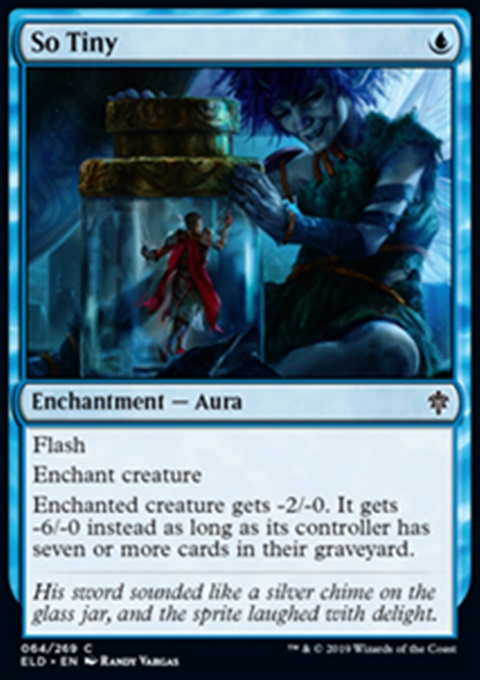 So Tiny
Enchantment — Aura
Flash
Enchant creature
Enchanted creature gets -2/-0. It gets
-6/-0 instead as long as its controller has
seven or more cards in their graveyard.
His sword sounded like a silver chime on the
glass jar, and the sprite laughed with delight.
064/269 C
ELD • EN Randy Vargas
™ & © 2019 Wizards of the Coast